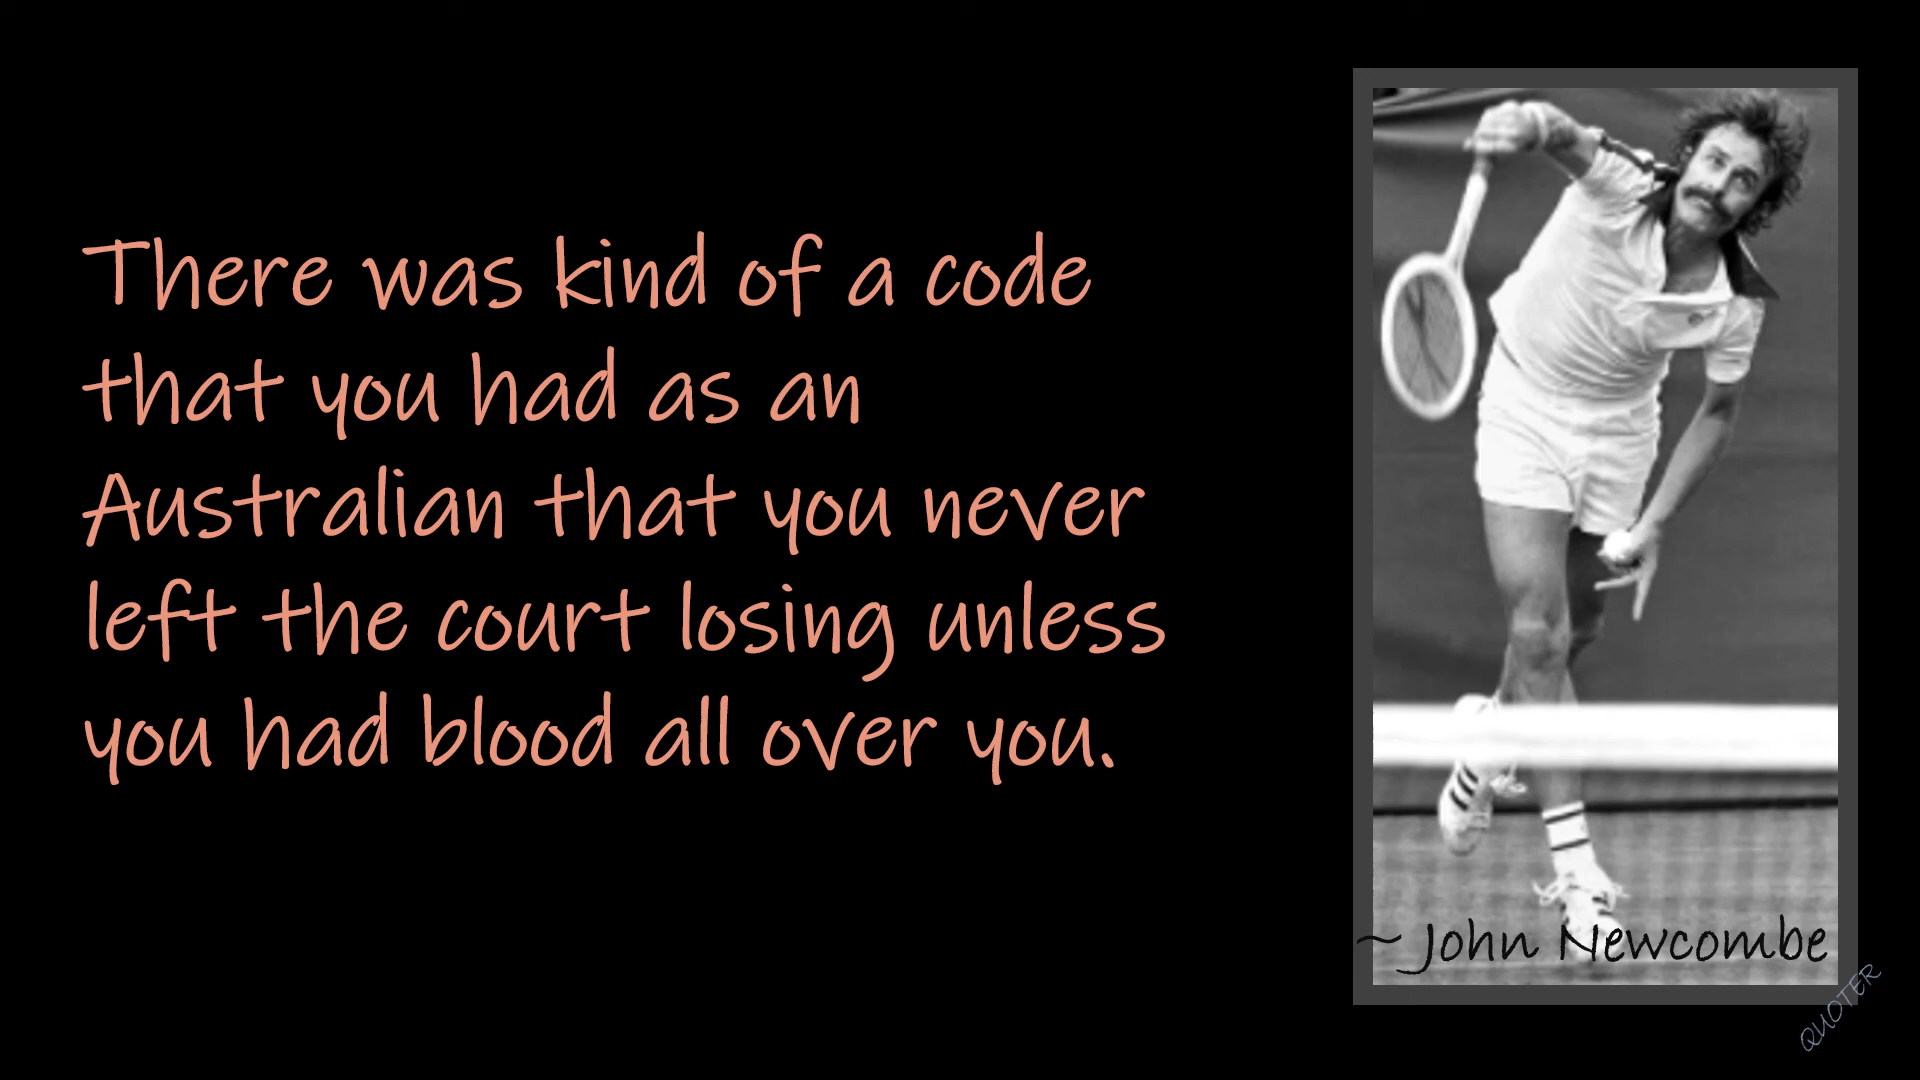 There was kind of a code
that you had as an
Australian that you never
left the court losing unless
you had blood all over you.
~ John Newcombe
QUOTER